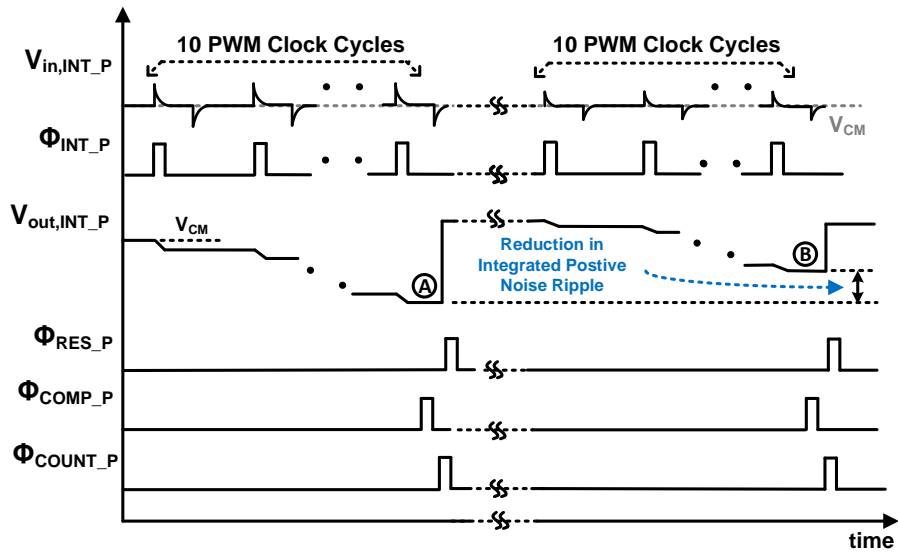 10 PWM Clock Cycles
10 PWM Clock Cycles
Vin,INT_P
VCM
ΦINT_P
Vout,INT_P
VCM
A
B
Reduction in
Integrated Postive
Noise Ripple
ΦRES_P
ΦCOMP_P
ΦCOUNT_P
time